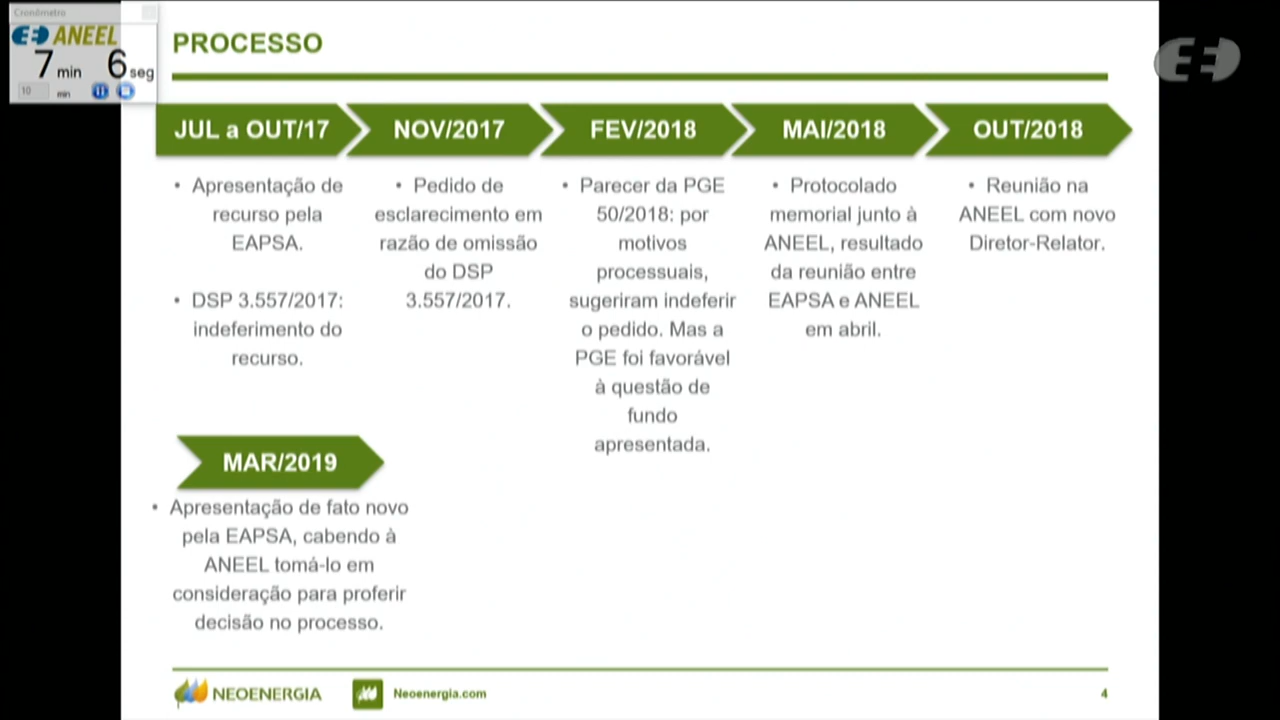 Cronômetro
ANEEL
7 min 6 seg
10 min
PROCESSO
JUL a OUT/17
NOV/2017
FEV/2018
MAI/2018
OUT/2018
• Apresentação de
recurso pela
EAPSA.
• DSP 3.557/2017:
indeferimento do
recurso.
• Pedido de
esclarecimento em
razão de omissão
do DSP
3.557/2017.
• Parecer da PGE
50/2018: por
motivos
processuais,
sugeriram indeferir
o pedido. Mas a
PGE foi favorável
à questão de
fundo
apresentada.
• Protocolado
memorial junto à
ANEEL, resultado
da reunião entre
EAPSA e ANEEL
em abril.
• Reunião na
ANEEL com novo
Diretor-Relator.
MAR/2019
• Apresentação de fato novo
pela EAPSA, cabendo à
ANEEL tomá-lo em
consideração para proferir
decisão no processo.
NEOENERGIA
Neoenergia.com
4